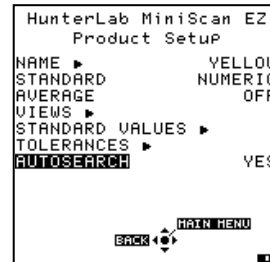 HunterLab MiniScan EZ
Product Setup
NAME ▶ YELLOW
STANDARD NUMERIC
AVERAGE OFF
VIEWS ▶
STANDARD VALUES ▶
TOLERANCES ▶
AUTOSEARCH YES
MAIN MENU
BACK